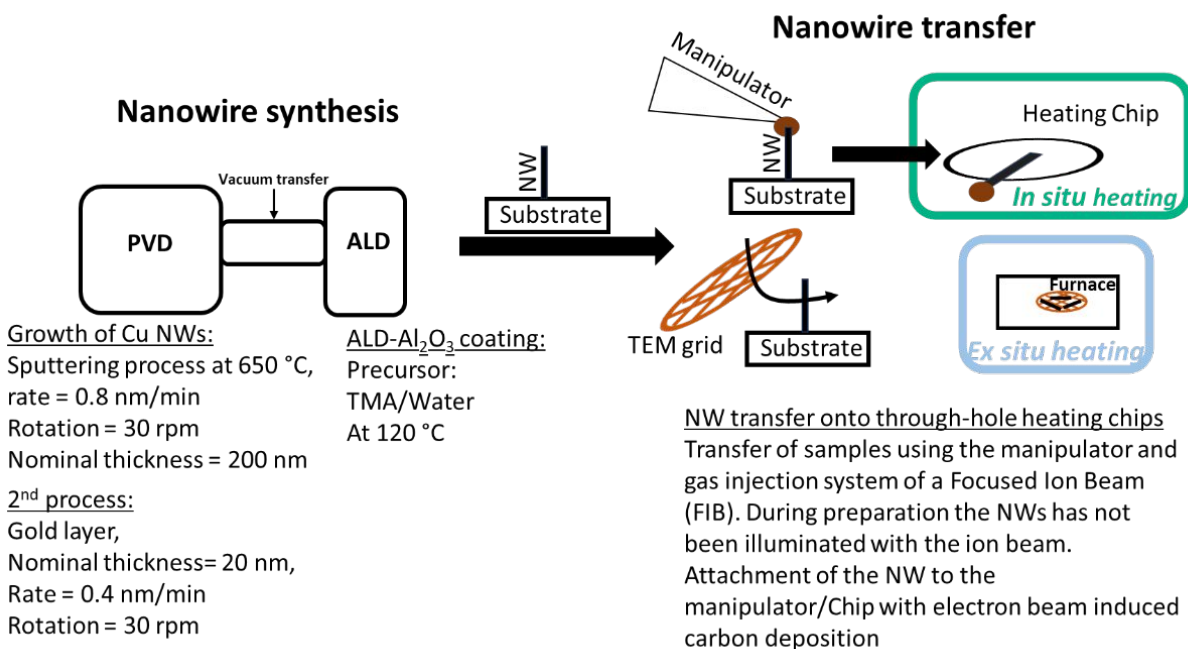 Nanowire synthesis
Vacuum transfer
PVD
ALD
Growth of Cu NWs:
Sputtering process at 650 °C,
rate = 0.8 nm/min
Rotation = 30 rpm
Nominal thickness = 200 nm
2nd process:
Gold layer,
Nominal thickness= 20 nm,
Rate = 0.4 nm/min
Rotation = 30 rpm
ALD-Al2O3 coating:
Precursor:
TMA/Water
At 120 °C
NW
Substrate
Nanowire transfer
Manipulator
NW
Substrate
Heating Chip
In situ heating
TEM grid
Substrate
Furnace
Ex situ heating
NW transfer onto through-hole heating chips
Transfer of samples using the manipulator and
gas injection system of a Focused Ion Beam
(FIB). During preparation the NWs has not
been illuminated with the ion beam.
Attachment of the NW to the
manipulator/Chip with electron beam induced
carbon deposition